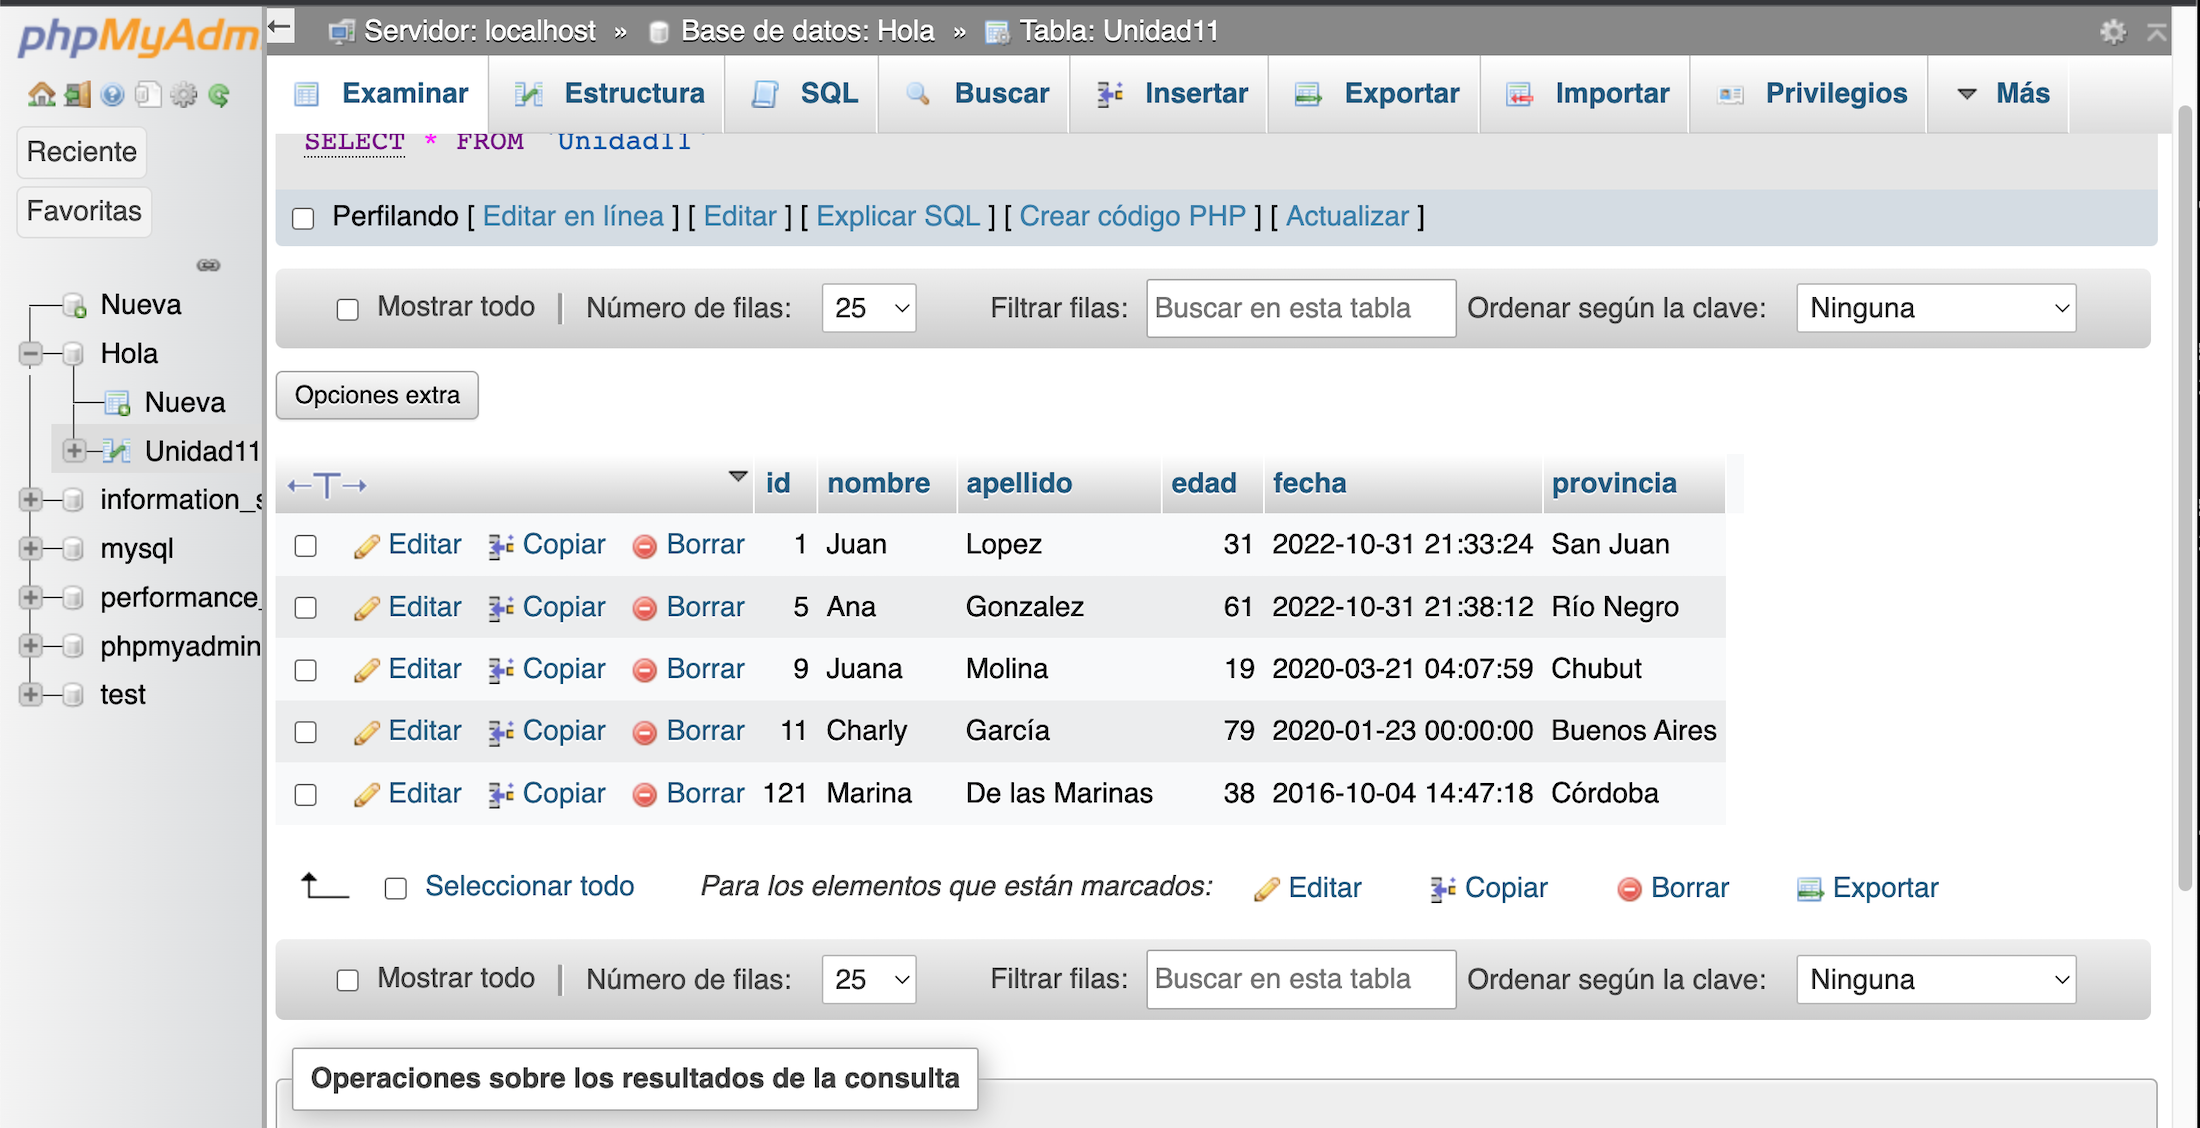 phpMyAdm
Servidor: localhost » Base de datos: Hola » Tabla: Unidad11
Examinar Estructura SQL Buscar Insertar Exportar Importar Privilegios Más
Reciente
Favoritas
Nueva
Hola
Nueva
Unidad11
information_s
mysql
performance_
phpmyadmin
test
SELECT * FROM `Unidad11`
Perfilando [ Editar en línea ] [ Editar ] [ Explicar SQL ] [ Crear código PHP ] [ Actualizar ]
Mostrar todo | Número de filas: 25 Filtrar filas: Buscar en esta tabla Ordenar según la clave: Ninguna
Opciones extra
←T→ id nombre apellido edad fecha provincia
Editar Copiar Borrar 1 Juan Lopez 31 2022-10-31 21:33:24 San Juan
Editar Copiar Borrar 5 Ana Gonzalez 61 2022-10-31 21:38:12 Río Negro
Editar Copiar Borrar 9 Juana Molina 19 2020-03-21 04:07:59 Chubut
Editar Copiar Borrar 11 Charly García 79 2020-01-23 00:00:00 Buenos Aires
Editar Copiar Borrar 121 Marina De las Marinas 38 2016-10-04 14:47:18 Córdoba
Seleccionar todo Para los elementos que están marcados: Editar Copiar Borrar Exportar
Mostrar todo | Número de filas: 25 Filtrar filas: Buscar en esta tabla Ordenar según la clave: Ninguna
Operaciones sobre los resultados de la consulta